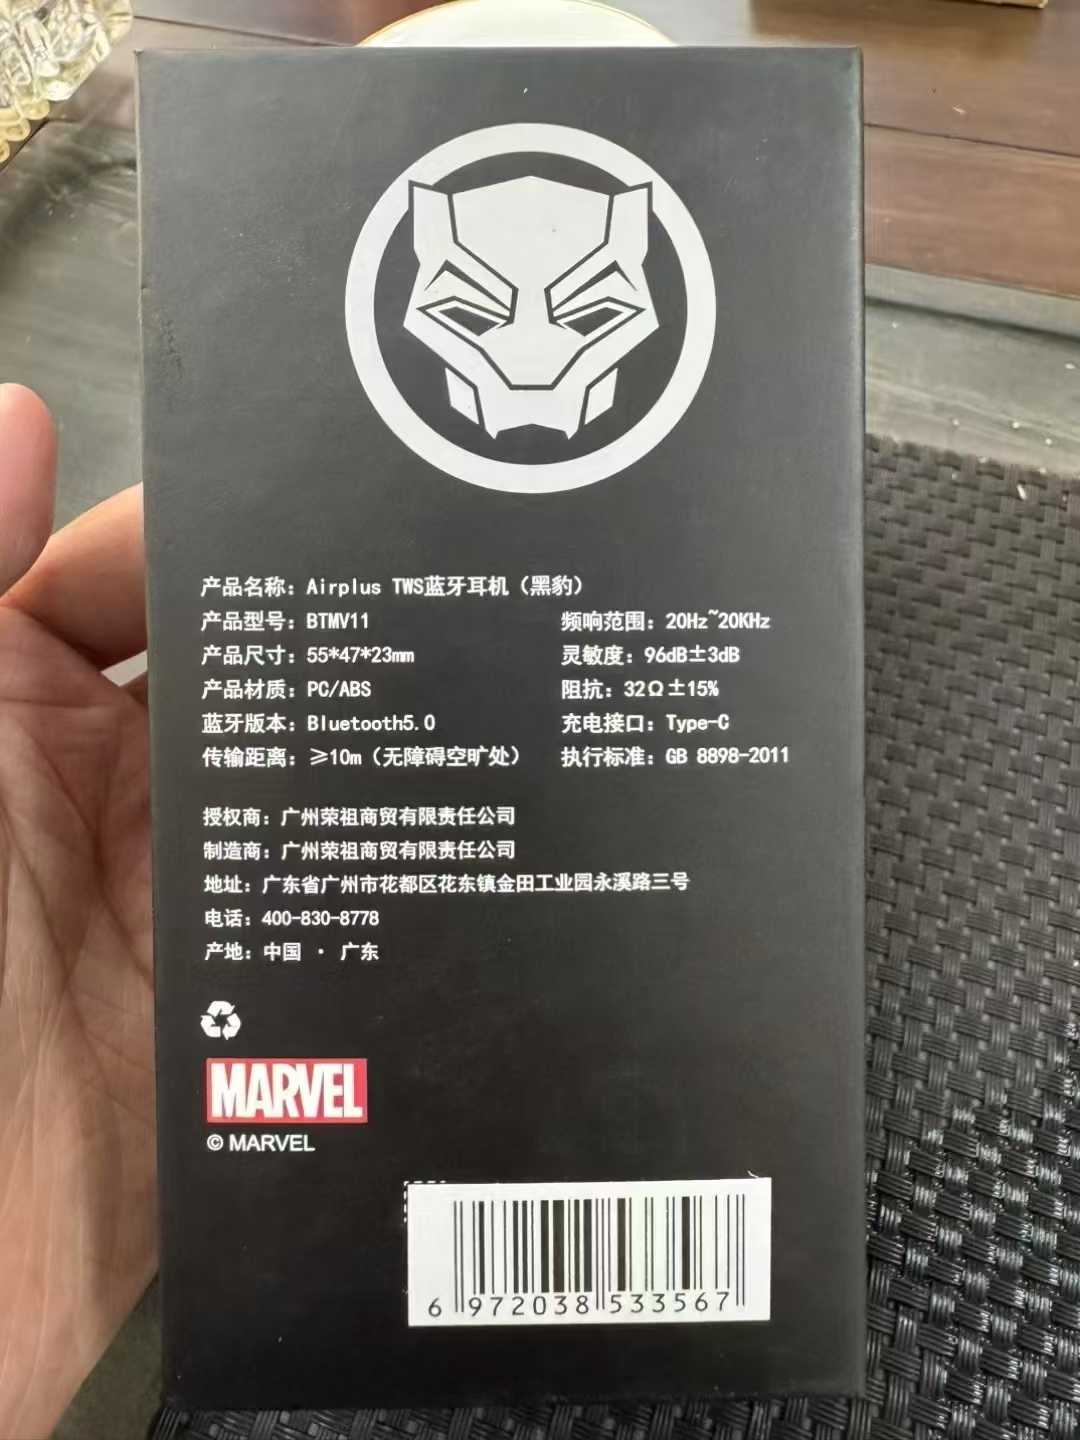 产品名称：Airplus TWS蓝牙耳机（黑豹）
产品型号：BTMV11
产品尺寸：55*47*23mm
产品材质：PC/ABS
蓝牙版本：Bluetooth5.0
传输距离：≥10m（无障碍空旷处）
频响范围：20Hz~20KHz
灵敏度：96dB±3dB
阻抗：32Ω±15%
充电接口：Type-C
执行标准：GB 8898-2011
授权商：广州荣祖商贸有限责任公司
制造商：广州荣祖商贸有限责任公司
地址：广东省广州市花都区花东镇金田工业园永溪路三号
电话：400-830-8778
产地：中国 · 广东
MARVEL
© MARVEL
6 972038 533567